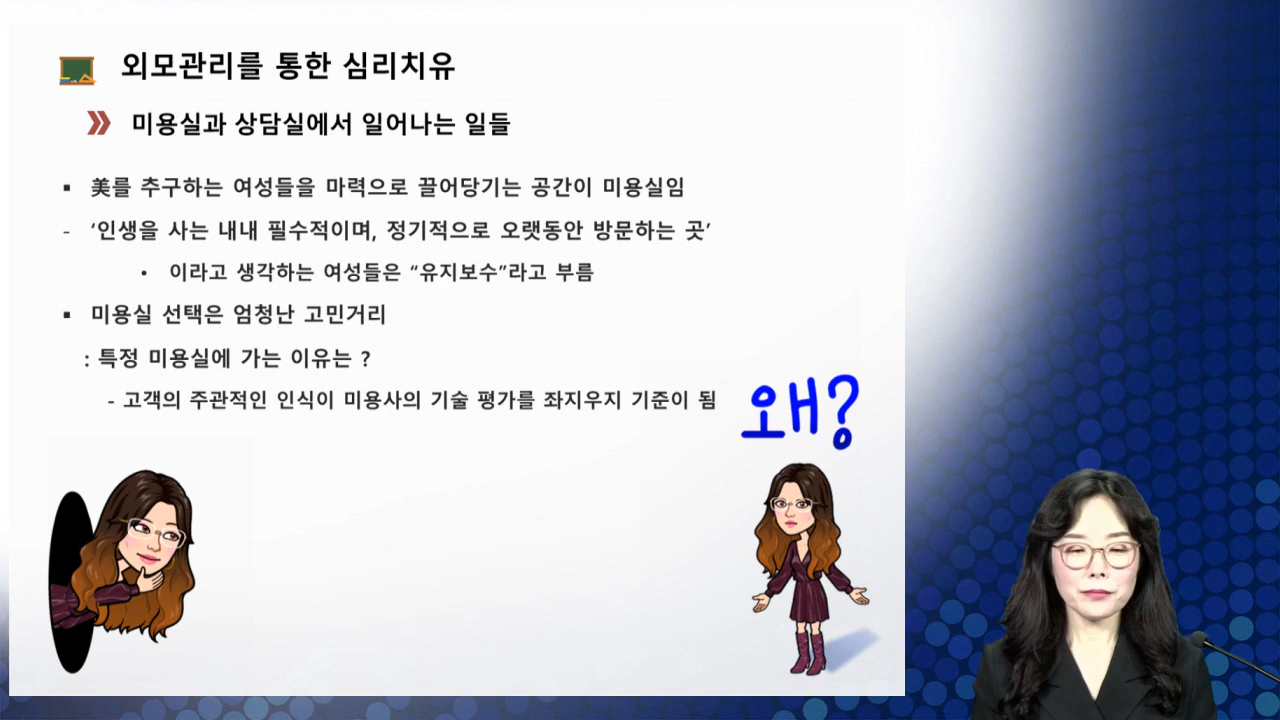 외모관리를 통한 심리치유
미용실과 상담실에서 일어나는 일들
▪ 美를 추구하는 여성들을 마력으로 끌어당기는 공간이 미용실임
- ‘인생을 사는 내내 필수적이며, 정기적으로 오랫동안 방문하는 곳’
• 이라고 생각하는 여성들은 “유지보수”라고 부름
▪ 미용실 선택은 엄청난 고민거리
: 특정 미용실에 가는 이유는 ?
- 고객의 주관적인 인식이 미용사의 기술 평가를 좌지우지 기준이 됨
왜?